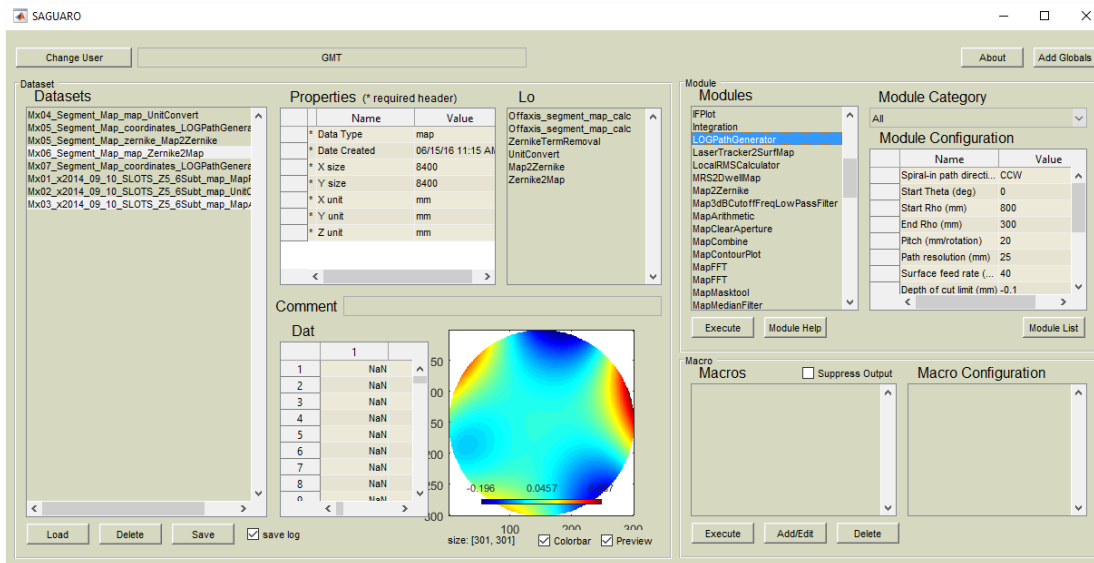 SAGUARO
Change User
GMT
About
Add Globals
Dataset
Datasets
Mx04_Segment_Map_map_UnitConvert
Mx05_Segment_Map_coordinates_LOGPathGenera
Mx05_Segment_Map_zernike_Map2Zernike
Mx06_Segment_Map_map_Zernike2Map
Mx07_Segment_Map_coordinates_LOGPathGenera
Mx01_x2014_09_10_SLOTS_Z5_6Subt_map_MapF
Mx02_x2014_09_10_SLOTS_Z5_6Subt_map_UnitC
Mx03_x2014_09_10_SLOTS_Z5_6Subt_map_MapA
Load
Delete
Save
save log
Properties (* required header)
Name Value
* Data Type map
* Date Created 06/15/16 11:15 AM
* X size 8400
* Y size 8400
* X unit mm
* Y unit mm
* Z unit mm
Lo
Offaxis_segment_map_calc
Offaxis_segment_map_calc
ZernikeTermRemoval
UnitConvert
Map2Zernike
Zernike2Map
Comment
Dat
1
1 NaN
2 NaN
3 NaN
4 NaN
5 NaN
6 NaN
7 NaN
8 NaN
9 NaN
50
00
50
200
250
300
-0.196 0.0457
100 200 300
size: [301, 301]
Colorbar
Preview
Module
Modules
IFPlot
Integration
LOGPathGenerator
LaserTracker2SurfMap
LocalRMSCalculator
MRS2DwellMap
Map2Zernike
Map3dBCutoffFreqLowPassFilter
MapArithmetic
MapClearAperture
MapCombine
MapContourPlot
MapFFT
MapFFT
MapMasktool
MapMedianFilter
Execute
Module Help
Module Category
All
Module Configuration
Name Value
Spiral-in path directi... CCW
Start Theta (deg) 0
Start Rho (mm) 800
End Rho (mm) 300
Pitch (mm/rotation) 20
Path resolution (mm) 25
Surface feed rate (... 40
Depth of cut limit (mm) -0.1
Module List
Macro
Macros
Suppress Output
Macro Configuration
Execute
Add/Edit
Delete